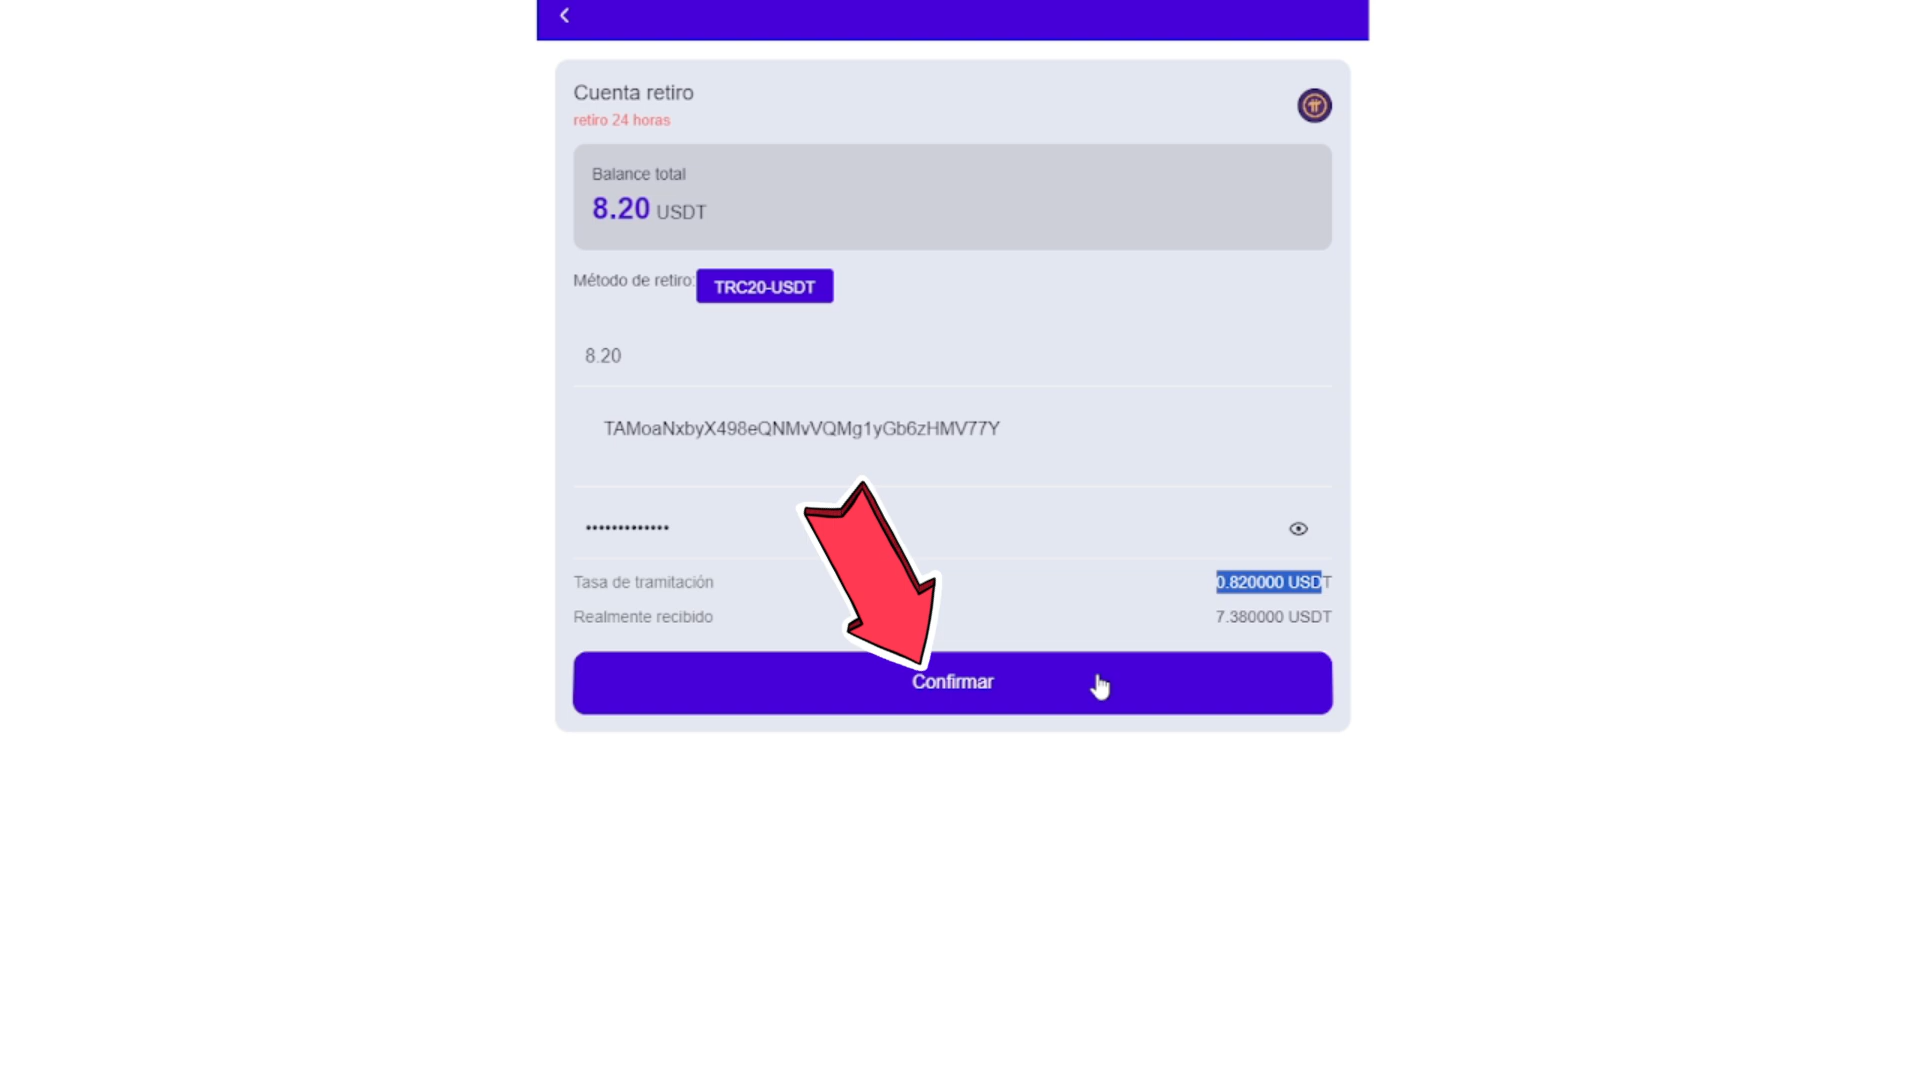 Cuenta retiro
retiro 24 horas
Balance total
8.20 USDT
Método de retiro: TRC20-USDT
8.20
TAMoaNxbyX498eQNMvVQMg1yGb6zHMV77Y
•••••••••••••
Tasa de tramitación 0.820000 USDT
Realmente recibido 7.380000 USDT
Confirmar